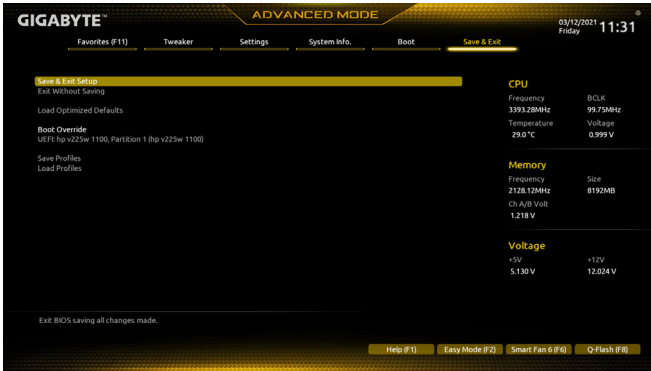 GIGABYTE™
ADVANCED MODE
03/12/2021 Friday 11:31
Favorites (F11) Tweaker Settings System Info. Boot Save & Exit
Save & Exit Setup
Exit Without Saving
Load Optimized Defaults
Boot Override
UEFI: hp v225w 1100, Partition 1 (hp v225w 1100)
Save Profiles
Load Profiles
CPU
Frequency BCLK
3393.28MHz 99.75MHz
Temperature Voltage
29.0 °C 0.999 V
Memory
Frequency Size
2128.12MHz 8192MB
Ch A/B Volt
1.218 V
Voltage
+5V +12V
5.130 V 12.024 V
Exit BIOS saving all changes made.
Help (F1) Easy Mode (F2) Smart Fan 6 (F6) Q-Flash (F8)